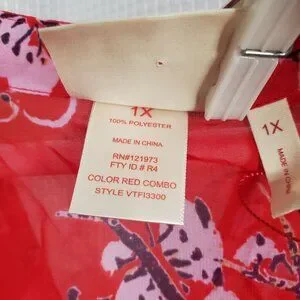 1X
100% POLYESTER
MADE IN CHINA
RN#121973
FTY ID.# R4
COLOR RED COMBO
STYLE VTFI3300
1X
MADE IN CHINA